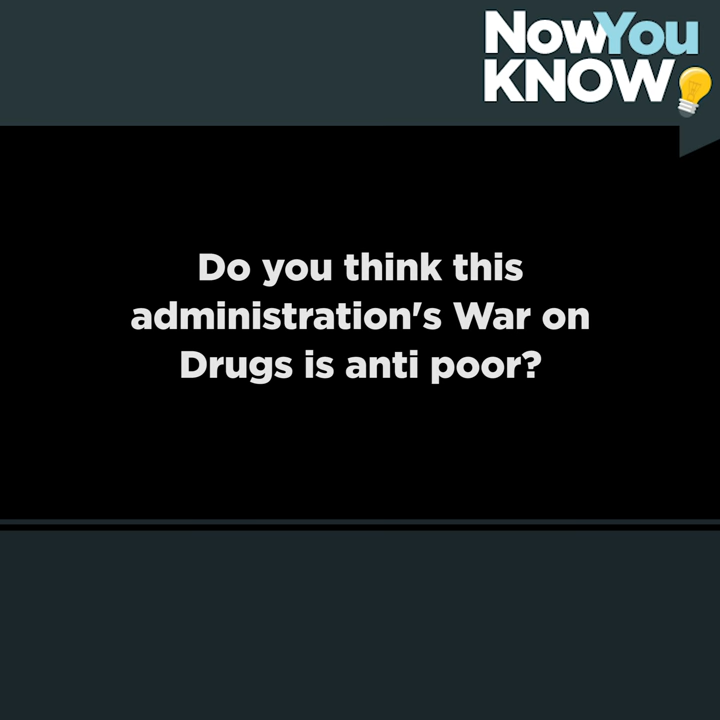 NowYou
KNOW
Do you think this
administration's War on
Drugs is anti poor?